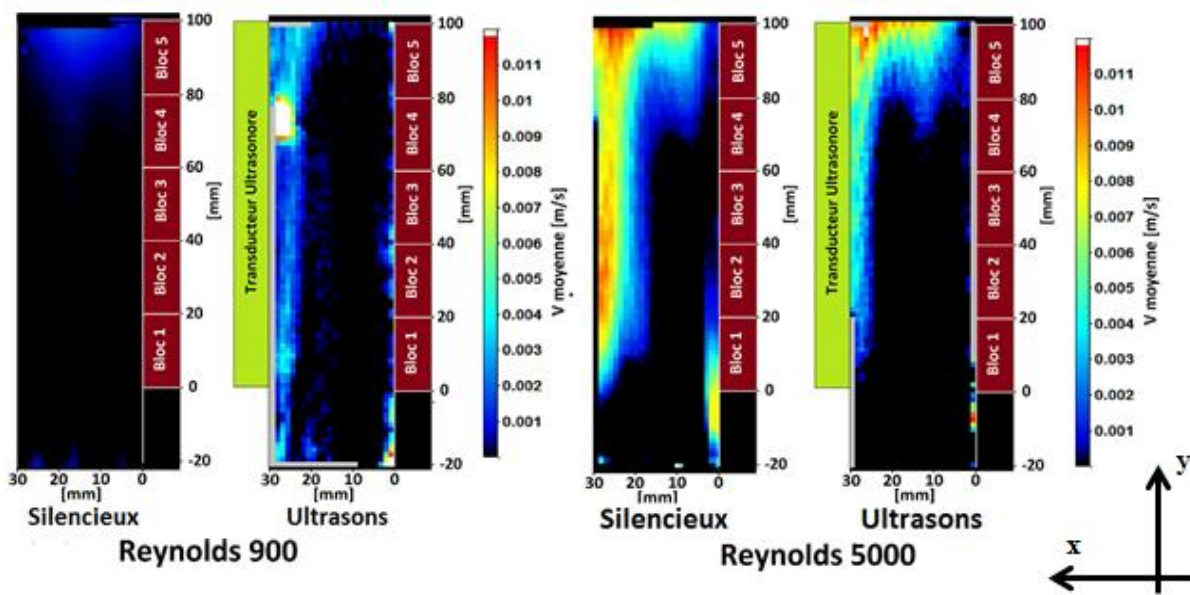 100
80
60
40
20
0
-20
[mm]
Bloc 5
Bloc 4
Bloc 3
Bloc 2
Bloc 1
30 20 10 0
[mm]
Silencieux
Transducteur Ultrasonore
100
80
60
40
20
0
-20
[mm]
Bloc 5
Bloc 4
Bloc 3
Bloc 2
Bloc 1
30 20 10 0
[mm]
Ultrasons
0.011
0.01
0.009
0.008
0.007
0.006
0.005
0.004
0.003
0.002
0.001
V moyenne [m/s]
Reynolds 900
100
80
60
40
20
0
-20
[mm]
Bloc 5
Bloc 4
Bloc 3
Bloc 2
Bloc 1
30 20 10 0
[mm]
Silencieux
Transducteur Ultrasonore
100
80
60
40
20
0
-20
[mm]
Bloc 5
Bloc 4
Bloc 3
Bloc 2
Bloc 1
30 20 10 0
[mm]
Ultrasons
0.011
0.01
0.009
0.008
0.007
0.006
0.005
0.004
0.003
0.002
0.001
V moyenne [m/s]
Reynolds 5000
y
x